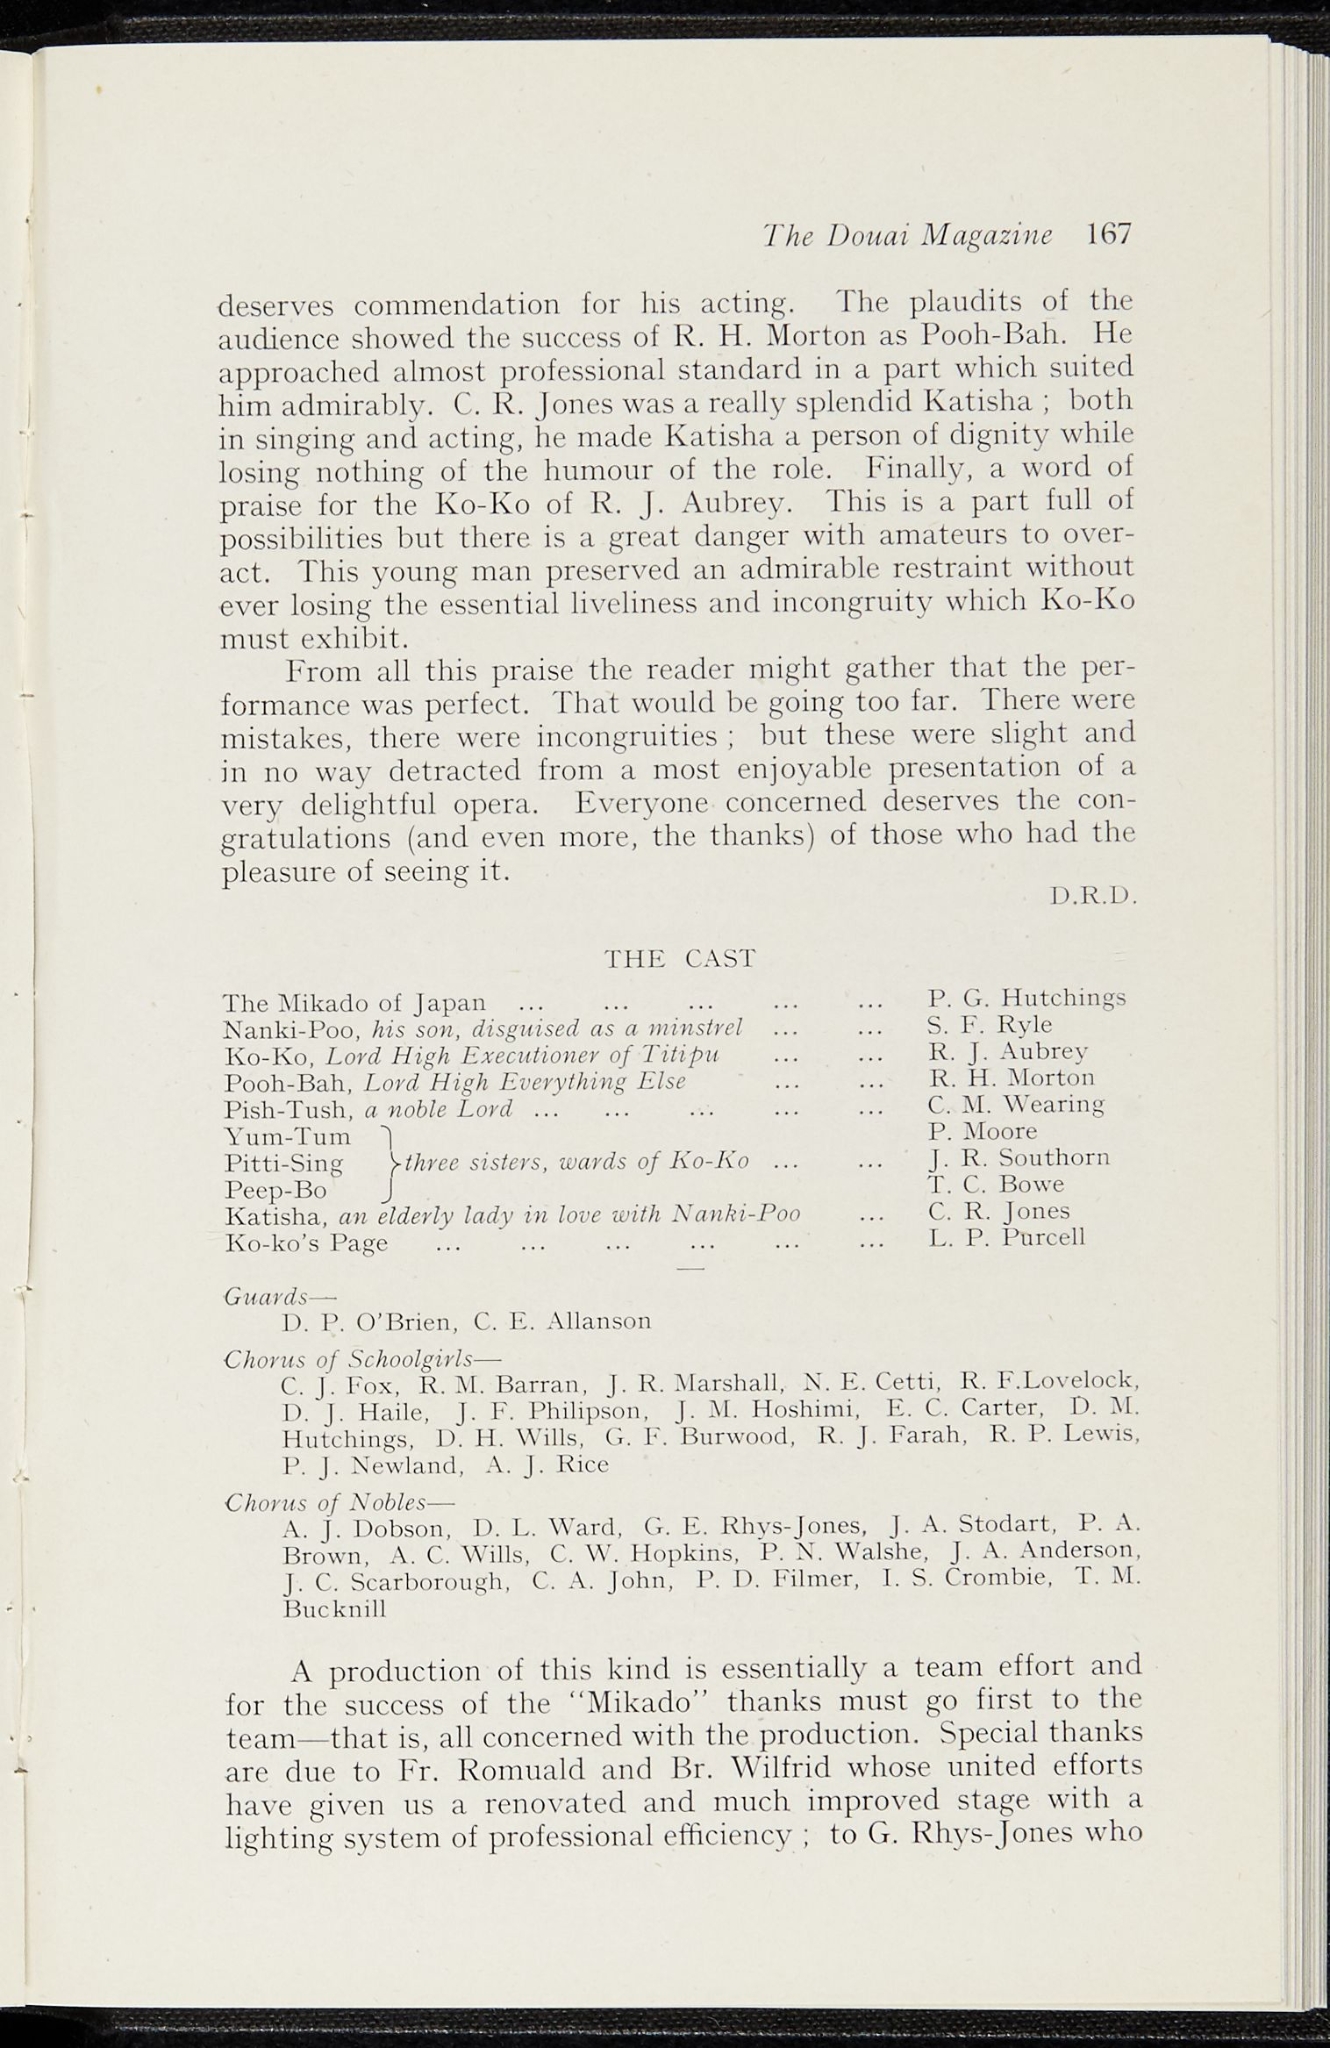 The Douai Magazine 167
deserves commendation for his acting. The plaudits of the
audience showed the success of R. H. Morton as Pooh-Bah. He
approached almost professional standard in a part which suited
him admirably. C. R. Jones was a really splendid Katisha ; both
in singing and acting, he made Katisha a person of dignity while
losing nothing of the humour of the role. Finally, a word of
praise for the Ko-Ko of R. J. Aubrey. This is a part full of
possibilities but there is a great danger with amateurs to over-
act. This young man preserved an admirable restraint without
ever losing the essential liveliness and incongruity which Ko-Ko
must exhibit.
From all this praise the reader might gather that the per-
formance was perfect. That would be going too far. There were
mistakes, there were incongruities ; but these were slight and
in no way detracted from a most enjoyable presentation of a
very delightful opera. Everyone concerned deserves the con-
gratulations (and even more, the thanks) of those who had the
pleasure of seeing it.
D.R.D.
THE CAST
The Mikado of Japan ... ... ... ... ... P. G. Hutchings
Nanki-Poo, his son, disguised as a minstrel ... ... S. F. Ryle
Ko-Ko, Lord High Executioner of Titipu ... ... R. J. Aubrey
Pooh-Bah, Lord High Everything Else ... ... R. H. Morton
Pish-Tush, a noble Lord ... ... ... ... ... C. M. Wearing
Yum-Tum P. Moore
Pitti-Sing } three sisters, wards of Ko-Ko ... ... J. R. Southorn
Peep-Bo T. C. Bowe
Katisha, an elderly lady in love with Nanki-Poo ... C. R. Jones
Ko-ko's Page ... ... ... ... ... ... L. P. Purcell
Guards—
D. P. O'Brien, C. E. Allanson
Chorus of Schoolgirls—
C. J. Fox, R. M. Barran, J. R. Marshall, N. E. Cetti, R. F.Lovelock,
D. J. Haile, J. F. Philipson, J. M. Hoshimi, E. C. Carter, D. M.
Hutchings, D. H. Wills, G. F. Burwood, R. J. Farah, R. P. Lewis,
P. J. Newland, A. J. Rice
Chorus of Nobles—
A. J. Dobson, D. L. Ward, G. E. Rhys-Jones, J. A. Stodart, P. A.
Brown, A. C. Wills, C. W. Hopkins, P. N. Walshe, J. A. Anderson,
J. C. Scarborough, C. A. John, P. D. Filmer, I. S. Crombie, T. M.
Bucknill
A production of this kind is essentially a team effort and
for the success of the "Mikado" thanks must go first to the
team—that is, all concerned with the production. Special thanks
are due to Fr. Romuald and Br. Wilfrid whose united efforts
have given us a renovated and much improved stage with a
lighting system of professional efficiency ; to G. Rhys-Jones who